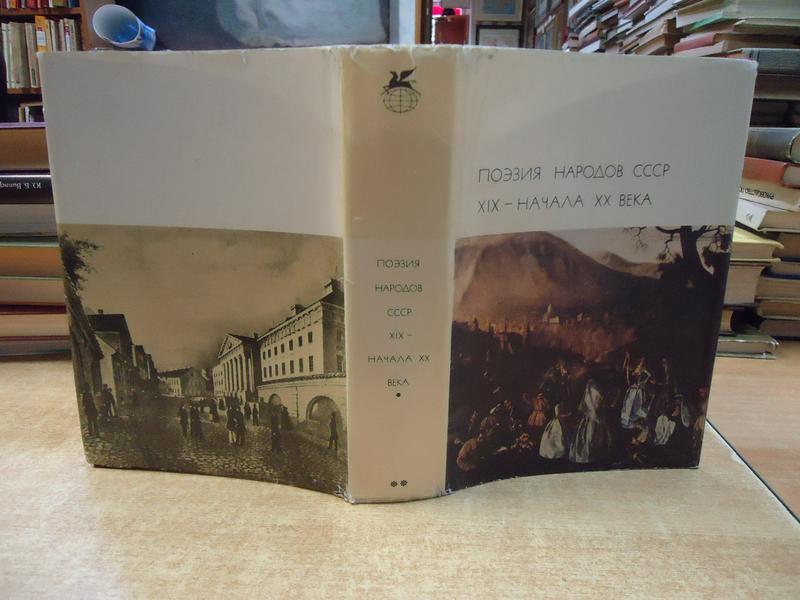 ПОЭЗИЯ НАРОДОВ СССР
XIX – НАЧАЛА XX ВЕКА
ПОЭЗИЯ
НАРОДОВ
СССР
XIX –
НАЧАЛА XX
ВЕКА